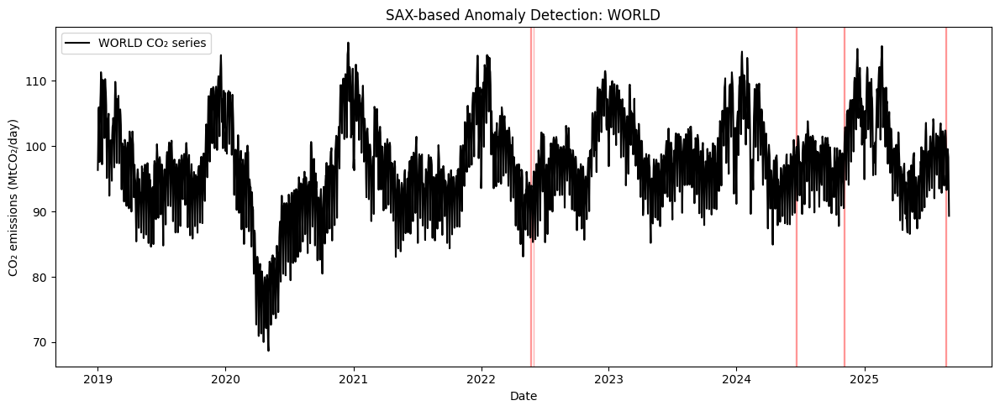 SAX-based Anomaly Detection: WORLD
WORLD CO₂ series
CO₂ emissions (MtCO₂/day)
110
100
90
80
70
2019 2020 2021 2022 2023 2024 2025
Date